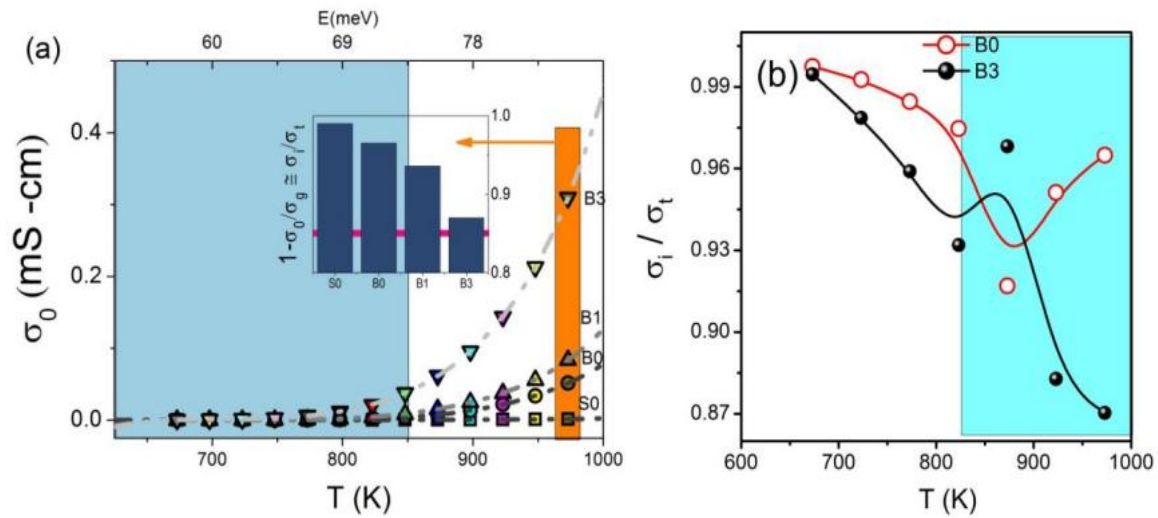 E(meV)
60 69 78
(a)
σ₀ (mS -cm)
0.4
0.2
0.0
700 800 900 1000
T (K)
1-σ₀/σg ≅ σi/σt
1.0
0.9
0.8
S0 B0 B1 B3
B3
B1
B0
S0
(b)
B0
B3
σi / σt
0.99
0.96
0.93
0.90
0.87
600 700 800 900 1000
T (K)